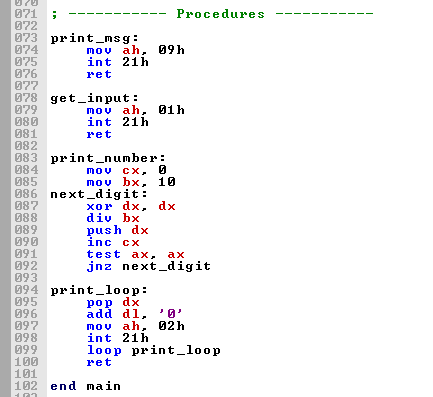 070
071 ; ----------- Procedures -----------
072
073 print_msg:
074 mov ah, 09h
075 int 21h
076 ret
077
078 get_input:
079 mov ah, 01h
080 int 21h
081 ret
082
083 print_number:
084 mov cx, 0
085 mov bx, 10
086 next_digit:
087 xor dx, dx
088 div bx
089 push dx
090 inc cx
091 test ax, ax
092 jnz next_digit
093
094 print_loop:
095 pop dx
096 add dl, '0'
097 mov ah, 02h
098 int 21h
099 loop print_loop
100 ret
101
102 end main
103